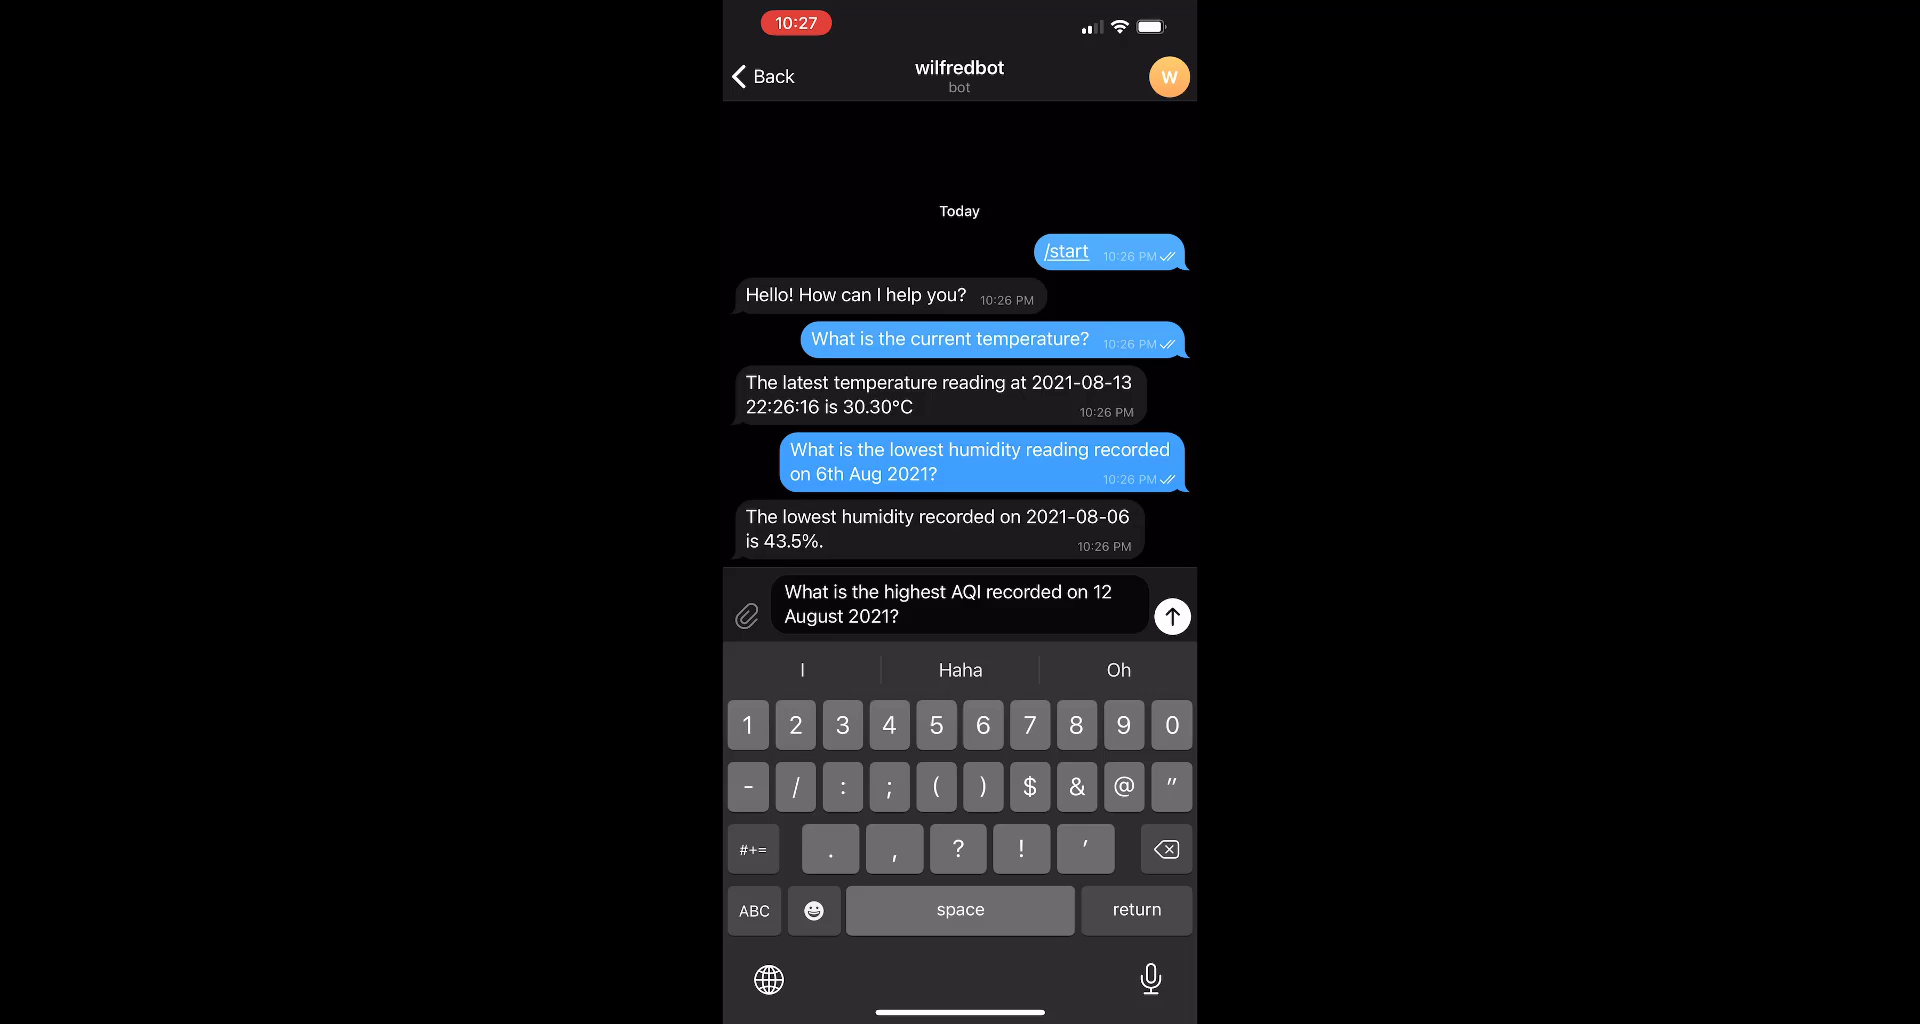 10:27
Back
wilfredbot
bot
W
Today
/start 10:26 PM
Hello! How can I help you? 10:26 PM
What is the current temperature? 10:26 PM
The latest temperature reading at 2021-08-13
22:26:16 is 30.30°C 10:26 PM
What is the lowest humidity reading recorded
on 6th Aug 2021? 10:26 PM
The lowest humidity recorded on 2021-08-06
is 43.5%. 10:26 PM
What is the highest AQI recorded on 12
August 2021?
I Haha Oh
1 2 3 4 5 6 7 8 9 0
- / : ; ( ) $ & @ "
#+= . , ? ! '
ABC space return